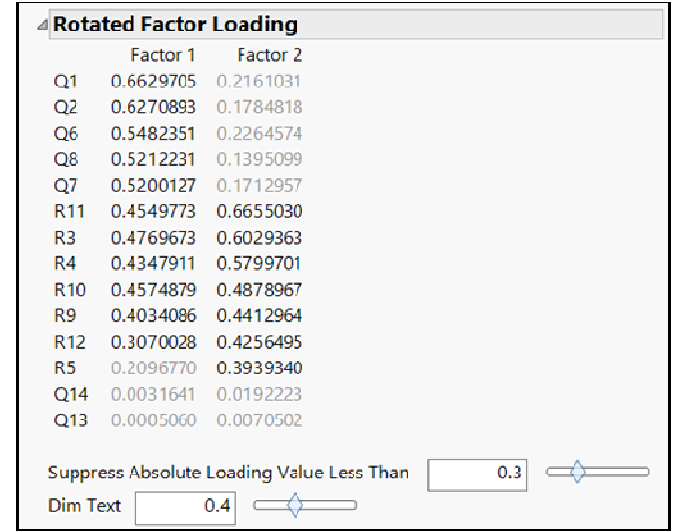 Rotated Factor Loading
Factor 1 Factor 2
Q1 0.6629705 0.2161031
Q2 0.6270893 0.1784818
Q6 0.5482351 0.2264574
Q8 0.5212231 0.1395099
Q7 0.5200127 0.1712957
R11 0.4549773 0.6655030
R3 0.4769673 0.6029363
R4 0.4347911 0.5799701
R10 0.4574879 0.4878967
R9 0.4034086 0.4412964
R12 0.3070028 0.4256495
R5 0.2096770 0.3939340
Q14 0.0031641 0.0192223
Q13 0.0005060 0.0070502
Suppress Absolute Loading Value Less Than 0.3
Dim Text 0.4